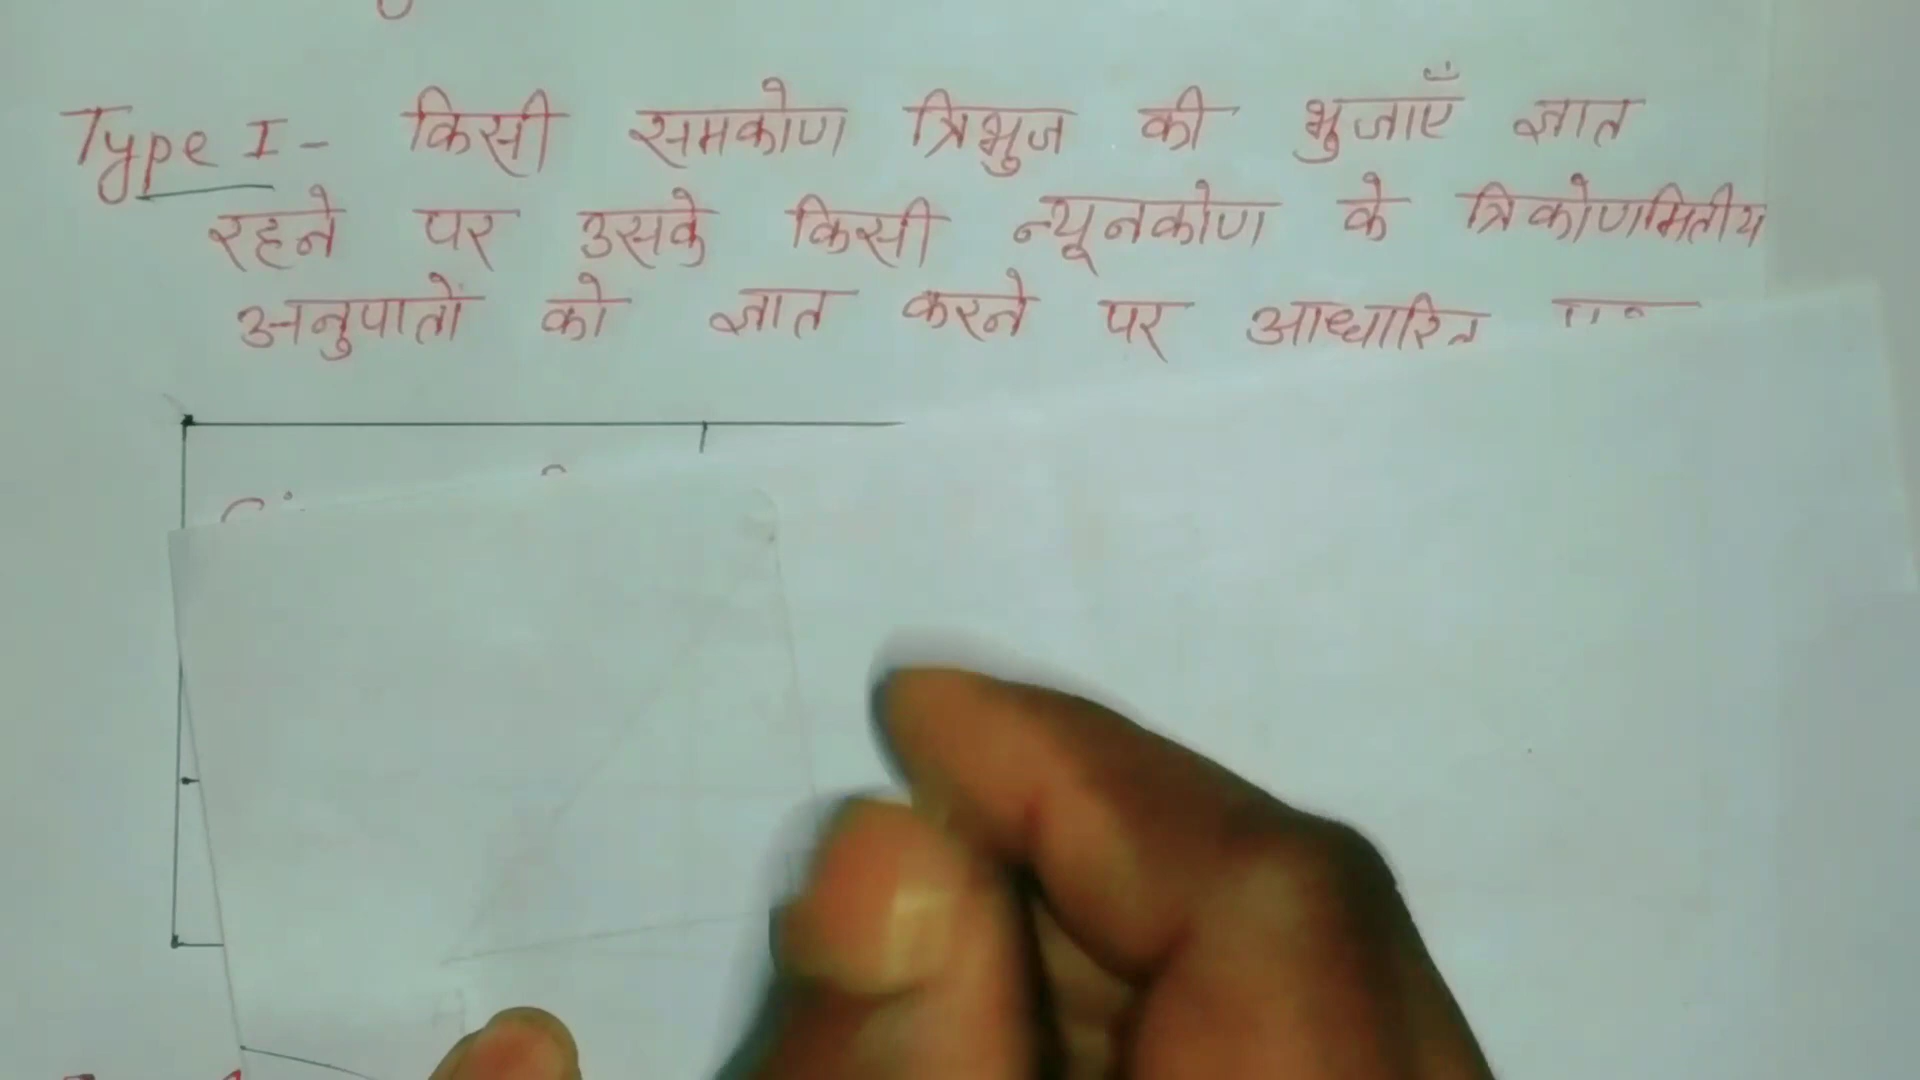 Type I - किसी समकोण त्रिभुज की भुजाएँ ज्ञात
रहने पर उसके किसी न्यूनकोण के त्रिकोणमितीय
अनुपातों को ज्ञात करने पर आधारित